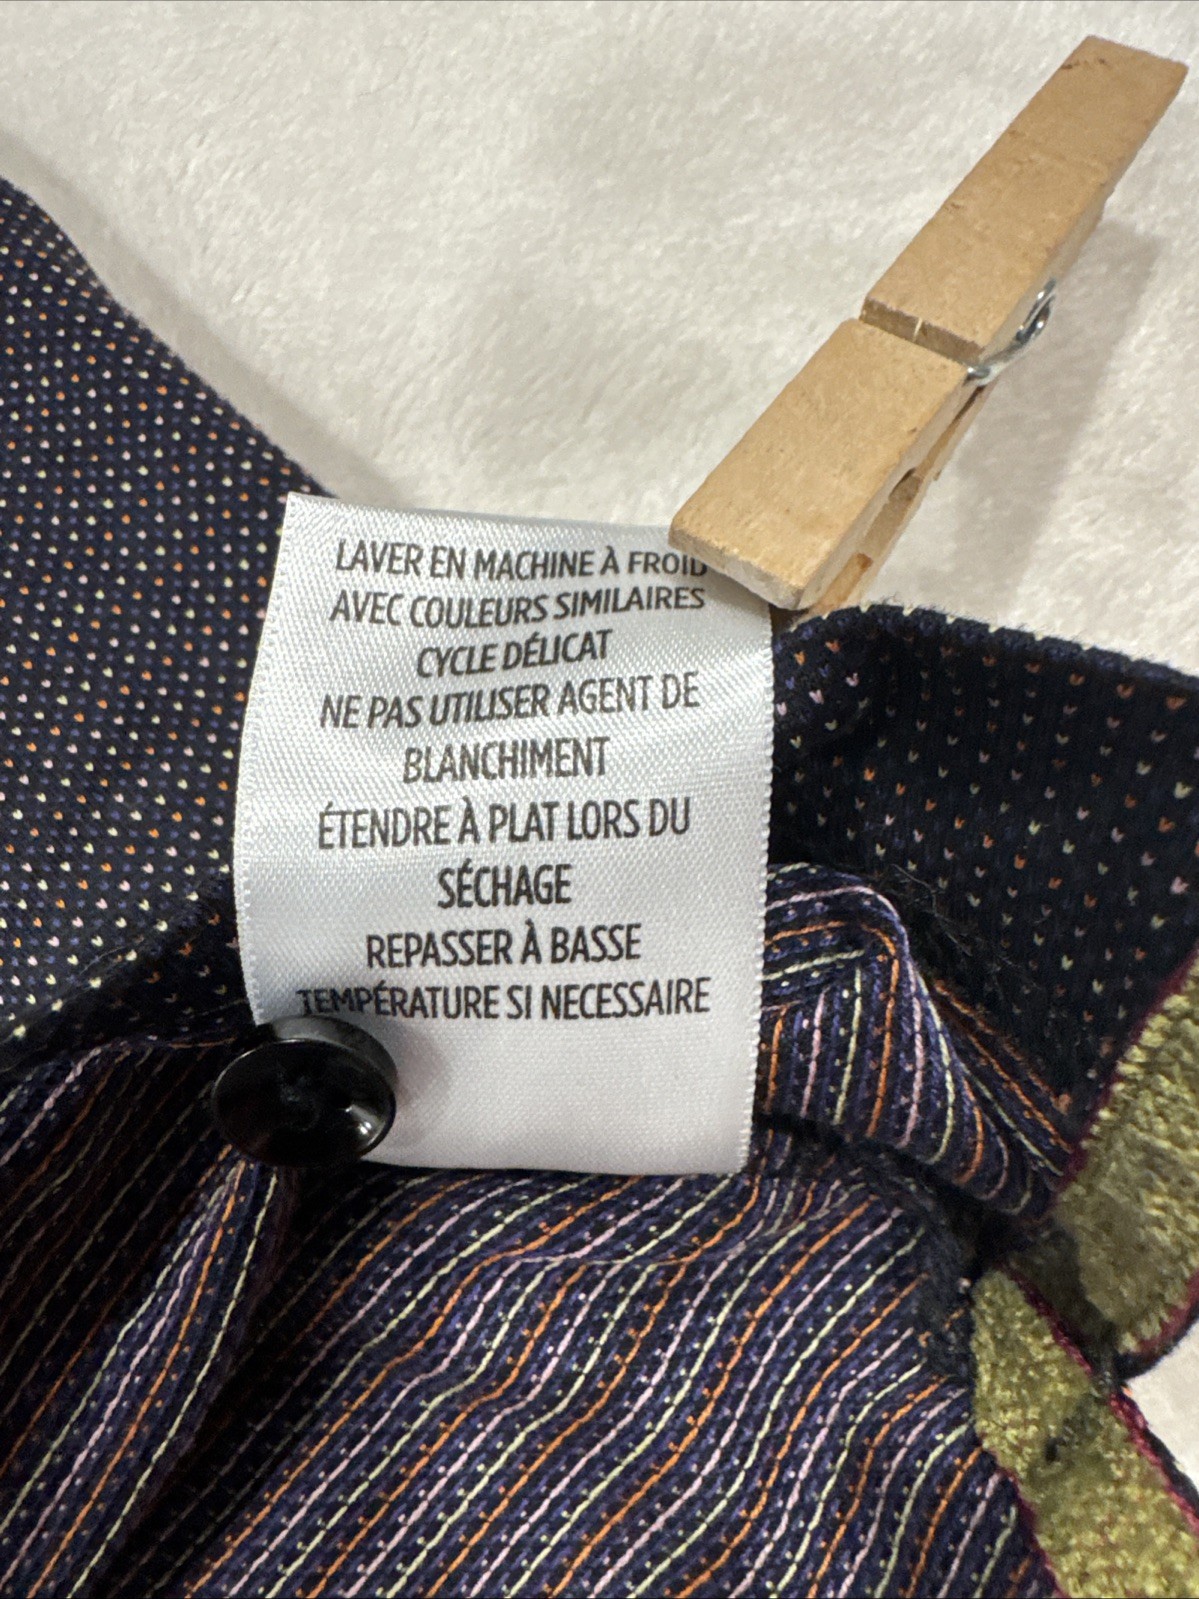 LAVER EN MACHINE À FROID
AVEC COULEURS SIMILAIRES
CYCLE DÉLICAT
NE PAS UTILISER AGENT DE
BLANCHIMENT
ÉTENDRE À PLAT LORS DU
SÉCHAGE
REPASSER À BASSE
TEMPÉRATURE SI NECESSAIRE